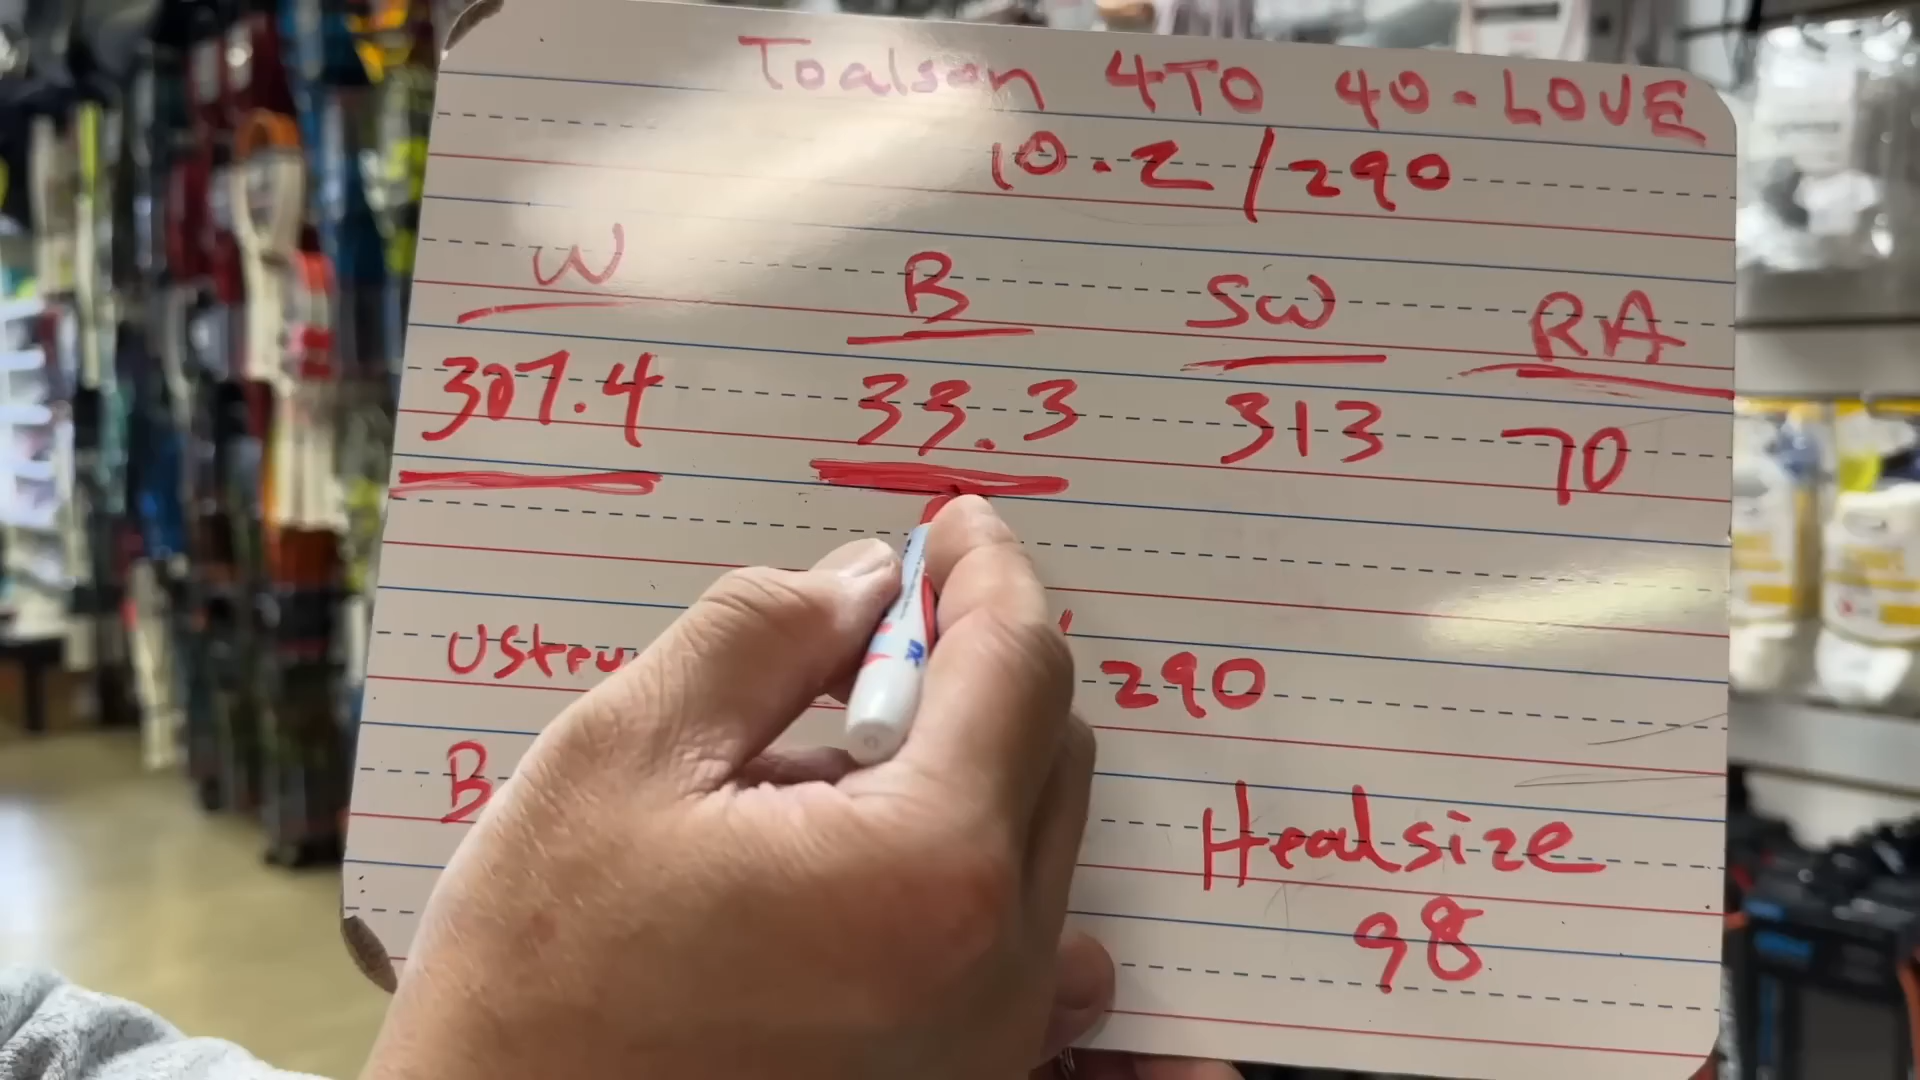 Toalson 4TO 40-LOVE
10.2/290
W B SW RA
307.4 33.3 313 70
290
B
Headsize
98